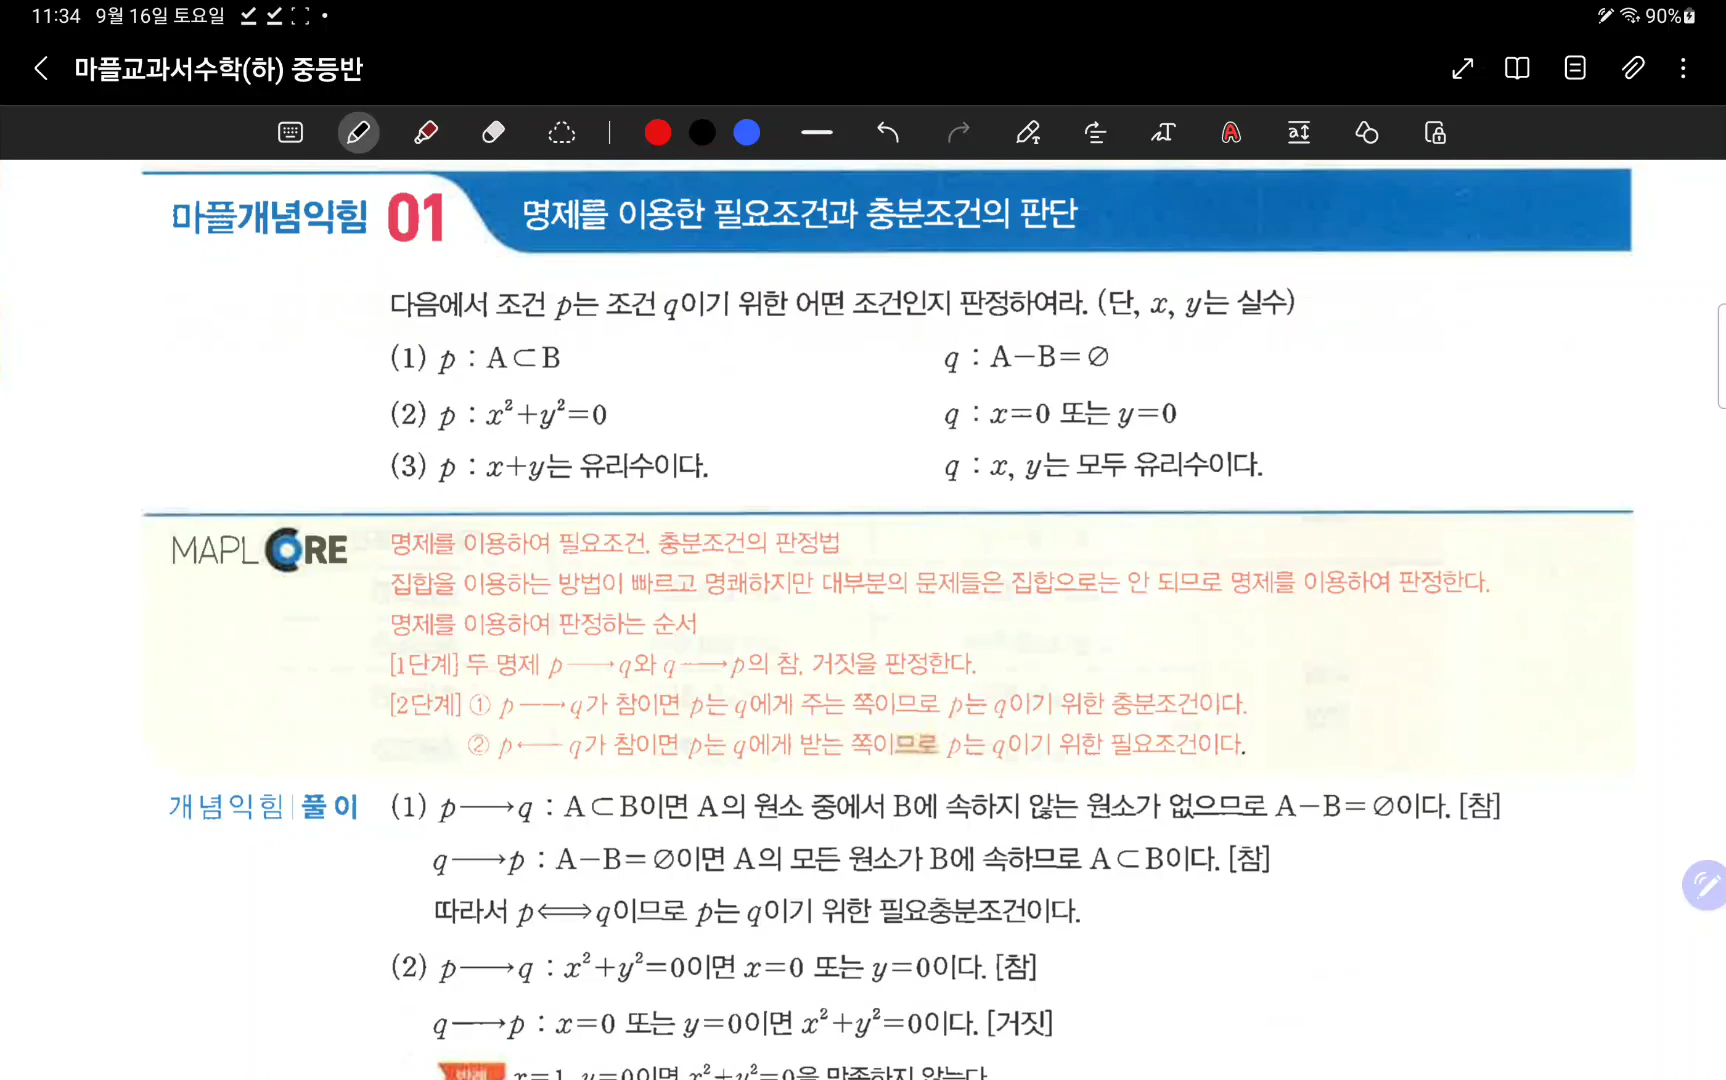 11:34 9월 16일 토요일
90%
마플교과서수학(하) 중등반
마플개념익힘 01 명제를 이용한 필요조건과 충분조건의 판단
다음에서 조건 p는 조건 q이기 위한 어떤 조건인지 판정하여라. (단, x, y는 실수)
(1) p : A⊂B q : A−B=∅
(2) p : x²+y²=0 q : x=0 또는 y=0
(3) p : x+y는 유리수이다. q : x, y는 모두 유리수이다.
MAPL CORE 명제를 이용하여 필요조건, 충분조건의 판정법
집합을 이용하는 방법이 빠르고 명쾌하지만 대부분의 문제들은 집합으로는 안 되므로 명제를 이용하여 판정한다.
명제를 이용하여 판정하는 순서
[1단계] 두 명제 p ⟶ q와 q ⟶ p의 참, 거짓을 판정한다.
[2단계] ① p ⟶ q가 참이면 p는 q에게 주는 쪽이므로 p는 q이기 위한 충분조건이다.
② p ⟵ q가 참이면 p는 q에게 받는 쪽이므로 p는 q이기 위한 필요조건이다.
개념익힘 | 풀이 (1) p ⟶ q : A⊂B이면 A의 원소 중에서 B에 속하지 않는 원소가 없으므로 A−B=∅이다. [참]
q ⟶ p : A−B=∅이면 A의 모든 원소가 B에 속하므로 A⊂B이다. [참]
따라서 p ⟺ q이므로 p는 q이기 위한 필요충분조건이다.
(2) p ⟶ q : x²+y²=0이면 x=0 또는 y=0이다. [참]
q ⟶ p : x=0 또는 y=0이면 x²+y²=0이다. [거짓]
반례 x=1, y=0이면 x²+y²=0을 만족하지 않는다.